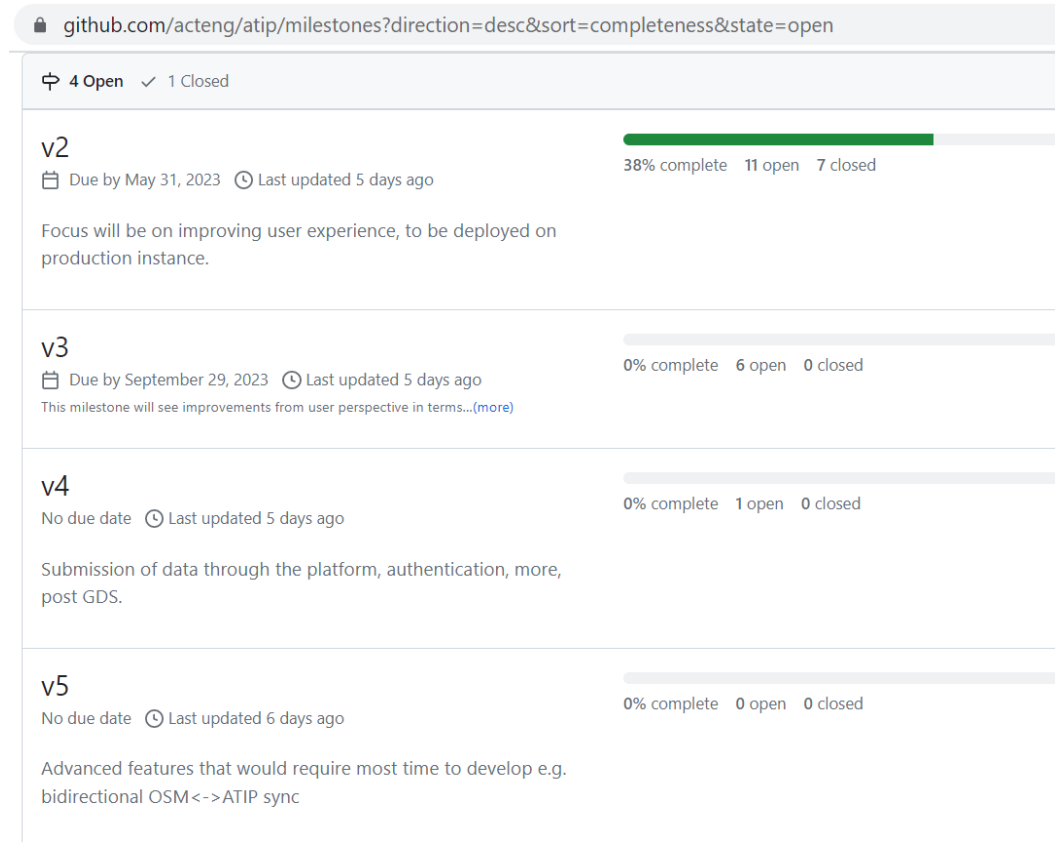 github.com/acteng/atip/milestones?direction=desc&sort=completeness&state=open
4 Open 1 Closed
v2
Due by May 31, 2023 Last updated 5 days ago
38% complete 11 open 7 closed
Focus will be on improving user experience, to be deployed on
production instance.
v3
Due by September 29, 2023 Last updated 5 days ago
0% complete 6 open 0 closed
This milestone will see improvements from user perspective in terms...(more)
v4
No due date Last updated 5 days ago
0% complete 1 open 0 closed
Submission of data through the platform, authentication, more,
post GDS.
v5
No due date Last updated 6 days ago
0% complete 0 open 0 closed
Advanced features that would require most time to develop e.g.
bidirectional OSM<->ATIP sync